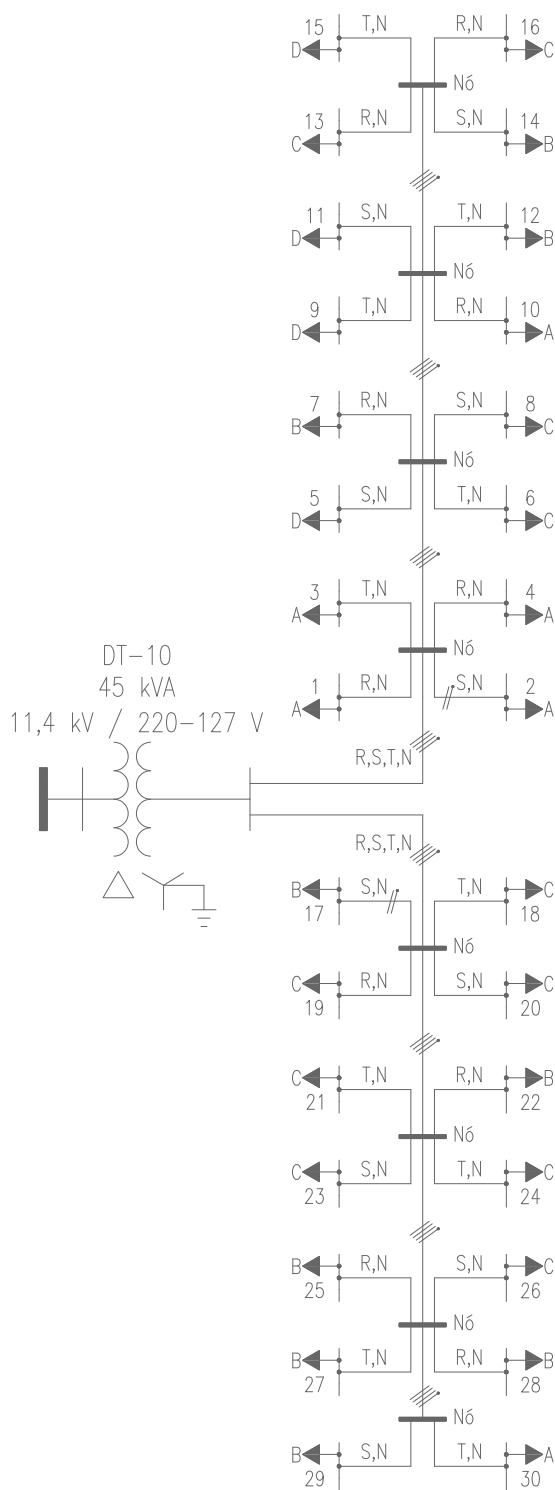 15 T,N R,N 16
D C
Nó
13 R,N S,N 14
C B
11 S,N T,N 12
D B
Nó
9 T,N R,N 10
D A
7 R,N S,N 8
B C
Nó
5 S,N T,N 6
D C
3 T,N R,N 4
A A
Nó
1 R,N S,N 2
A A
DT-10
45 kVA
11,4 kV / 220-127 V
R,S,T,N
R,S,T,N
B S,N T,N C
17 18
Nó
C R,N S,N C
19 20
C T,N R,N B
21 22
Nó
C S,N T,N C
23 24
B R,N S,N C
25 26
Nó
B T,N R,N B
27 28
Nó
B S,N T,N A
29 30